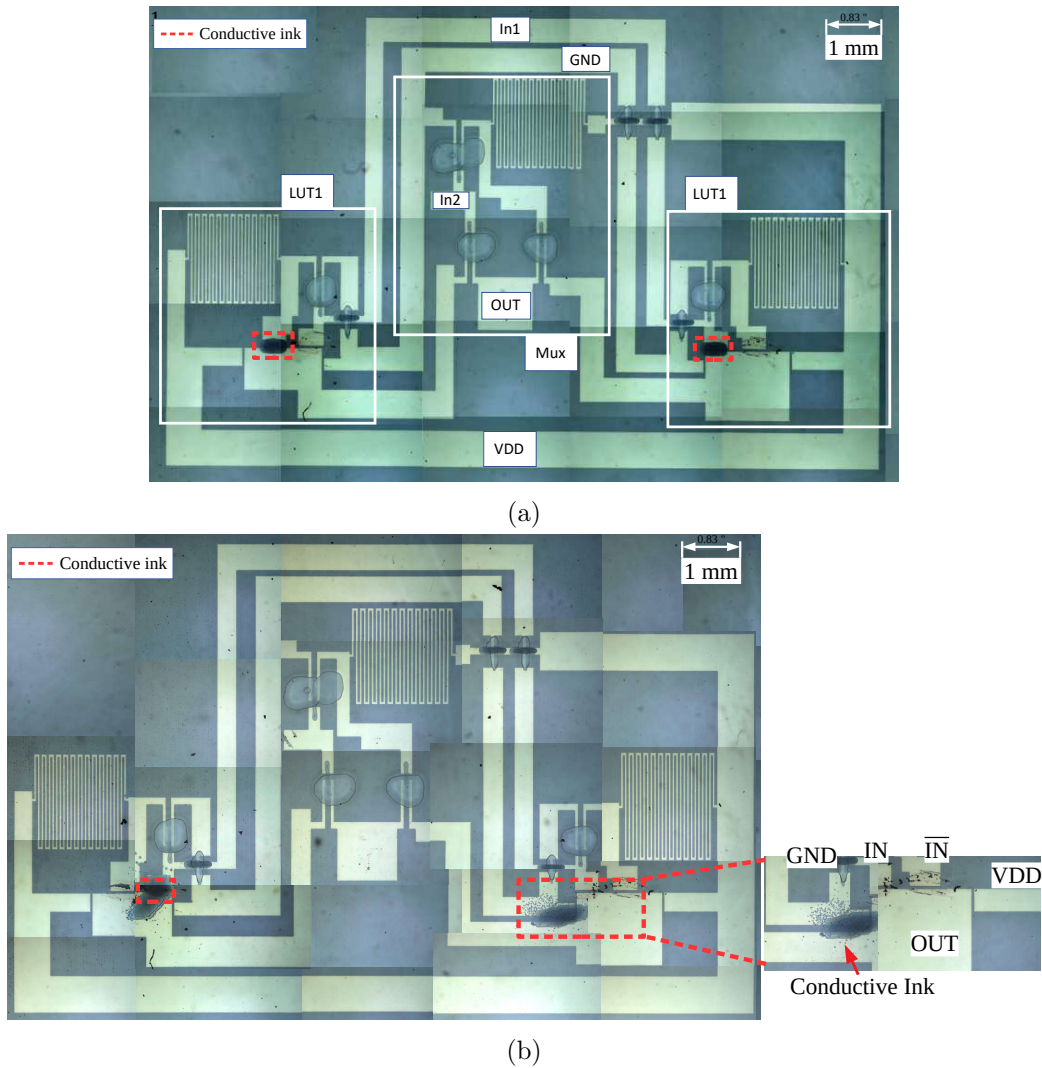 Conductive ink
In1
GND
0.83 "
1 mm
LUT1
In2
LUT1
OUT
Mux
VDD
(a)
Conductive ink
0.83 "
1 mm
GND
IN
IN̅
VDD
OUT
Conductive Ink
(b)